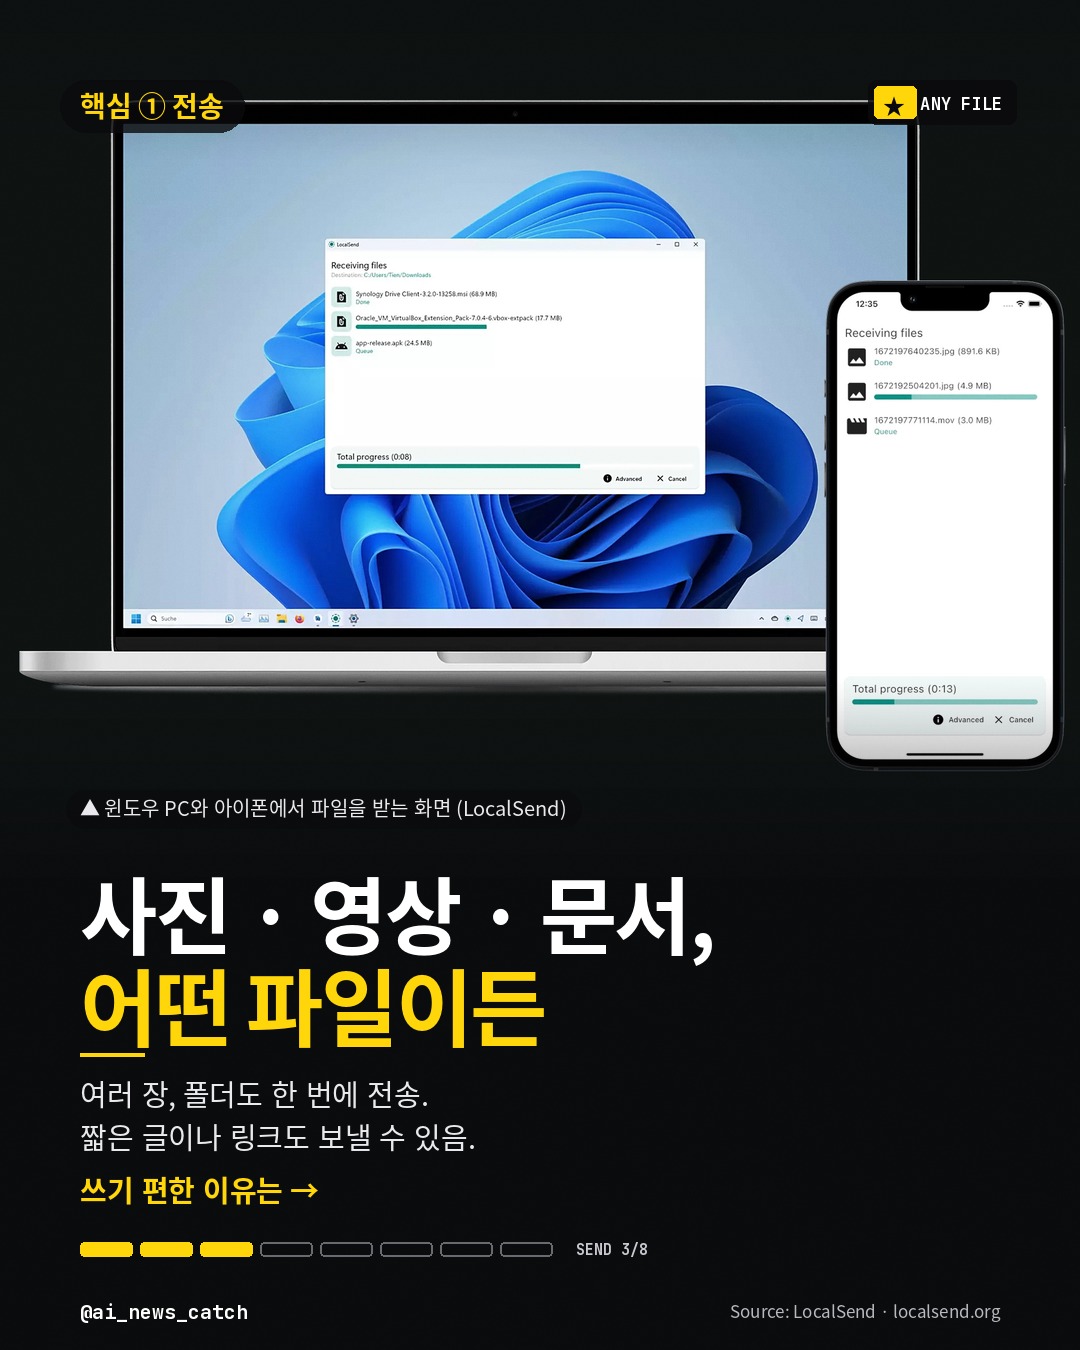 핵심 ① 전송
★ ANY FILE
LocalSend
Receiving files
Destination: C:/Users/Tien/Downloads
Synology Drive Client-3.2.0-13258.msi (68.9 MB)
Done
Oracle_VM_VirtualBox_Extension_Pack-7.0.4-6.vbox-extpack (17.7 MB)
app-release.apk (24.5 MB)
Queue
Total progress (0:08)
Advanced
Cancel
Suche
12:35
Receiving files
1672197640235.jpg (891.6 KB)
Done
1672192504201.jpg (4.9 MB)
1672197771114.mov (3.0 MB)
Queue
Total progress (0:13)
Advanced
Cancel
▲ 윈도우 PC와 아이폰에서 파일을 받는 화면 (LocalSend)
사진 · 영상 · 문서,
어떤 파일이든
여러 장, 폴더도 한 번에 전송.
짧은 글이나 링크도 보낼 수 있음.
쓰기 편한 이유는 →
SEND 3/8
@ai_news_catch
Source: LocalSend · localsend.org